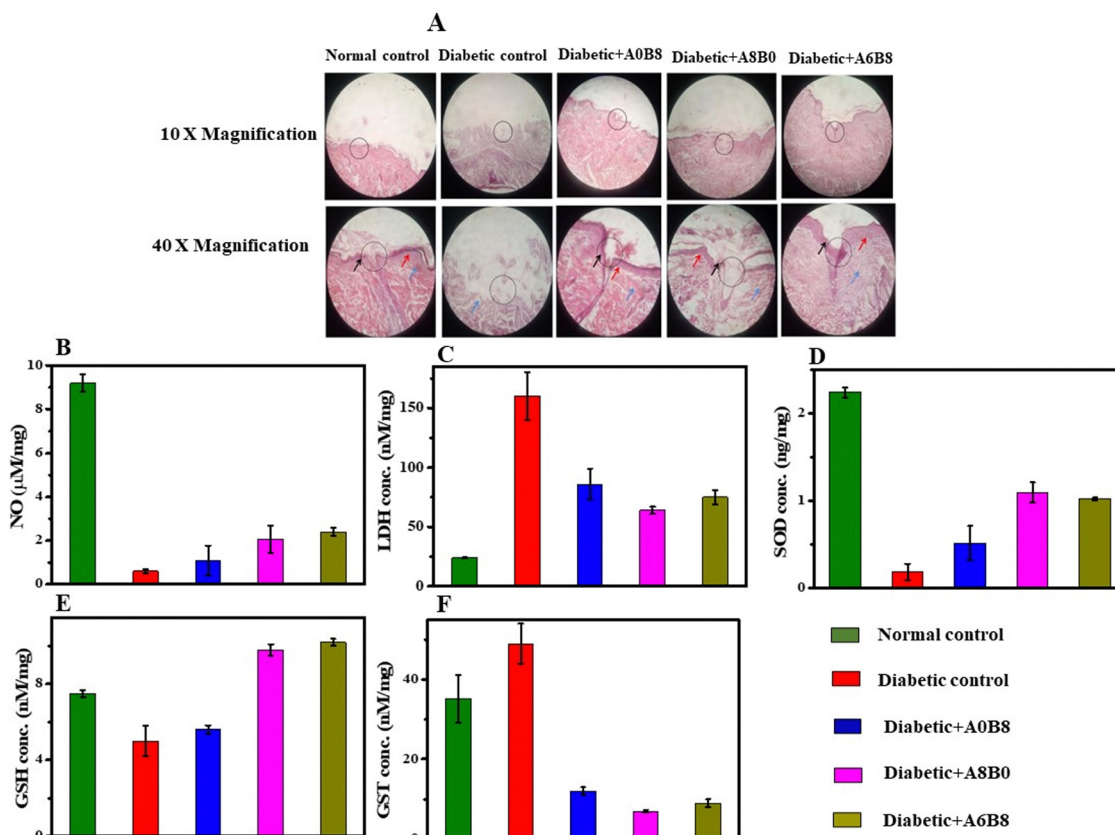 A
Normal control Diabetic control Diabetic+A0B8 Diabetic+A8B0 Diabetic+A6B8
10 X Magnification
40 X Magnification
B
NO (µM/mg)
10
8
6
4
2
0
C
LDH conc. (nM/mg)
150
100
50
0
D
SOD conc. (ng/mg)
2
1
0
E
GSH conc. (nM/mg)
8
4
0
F
GST conc. (nM/mg)
40
20
0
Normal control
Diabetic control
Diabetic+A0B8
Diabetic+A8B0
Diabetic+A6B8